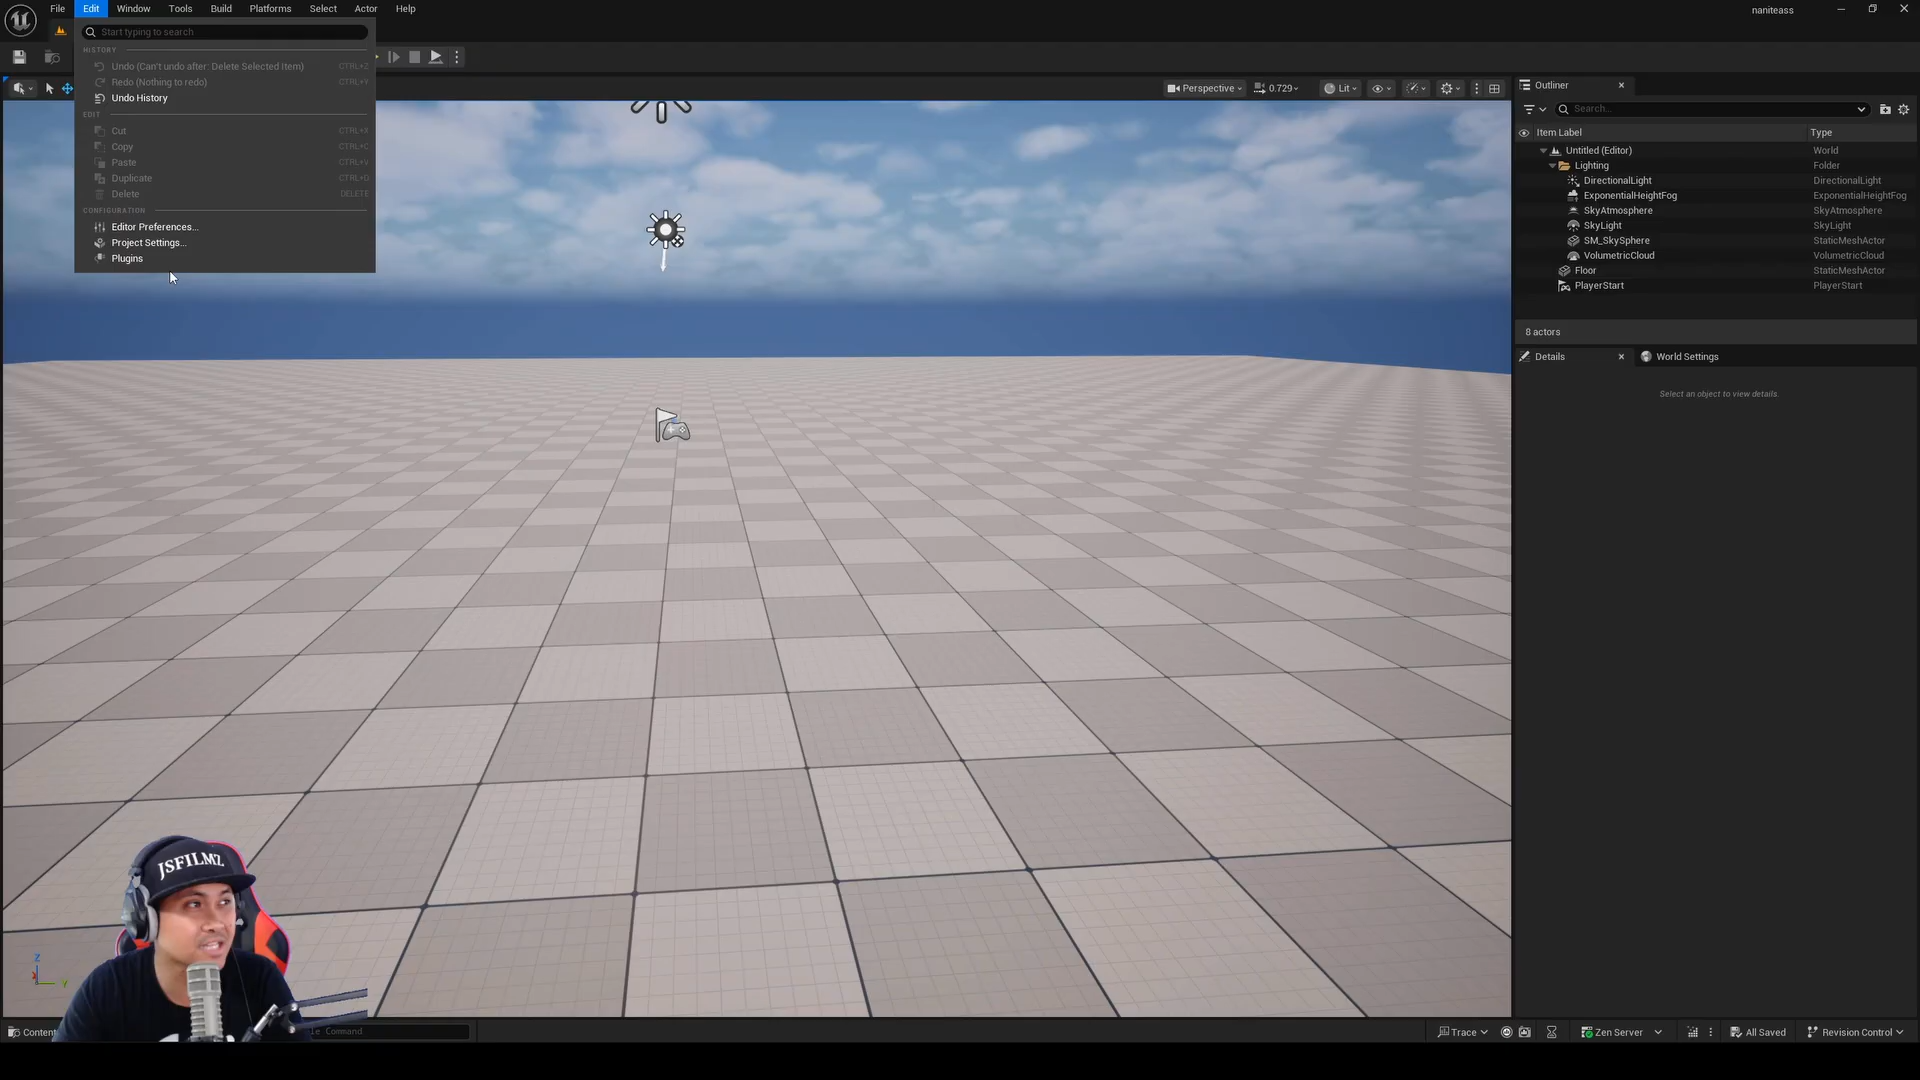 File Edit Window Tools Build Platforms Select Actor Help
naniteass
Start typing to search
HISTORY
Undo (Can't undo after: Delete Selected Item) CTRL+Z
Redo (Nothing to redo) CTRL+Y
Undo History
EDIT
Cut CTRL+X
Copy CTRL+C
Paste CTRL+V
Duplicate CTRL+D
Delete DELETE
CONFIGURATION
Editor Preferences...
Project Settings...
Plugins
Perspective 0.729 Lit
Outliner
Search...
Item Label Type
Untitled (Editor) World
Lighting Folder
DirectionalLight DirectionalLight
ExponentialHeightFog ExponentialHeightFog
SkyAtmosphere SkyAtmosphere
SkyLight SkyLight
SM_SkySphere StaticMeshActor
VolumetricCloud VolumetricCloud
Floor StaticMeshActor
PlayerStart PlayerStart
8 actors
Details World Settings
Select an object to view details.
JSFILMZ
Z
Y
Content le Command
Trace Zen Server All Saved Revision Control